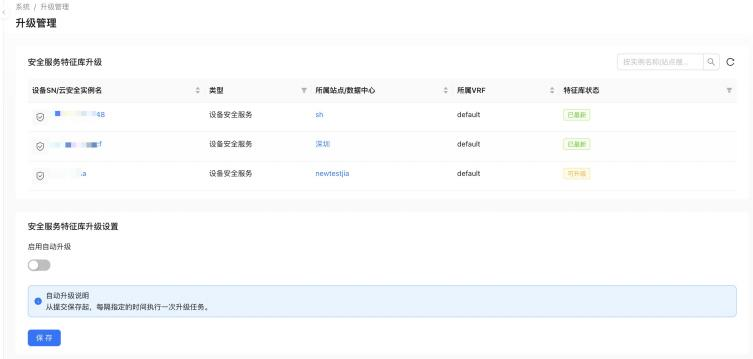 系统 / 升级管理
升级管理
安全服务特征库升级
按实例名称/站点搜...
设备SN/云安全实例名 类型 所属站点/数据中心 所属VRF 特征库状态
48 设备安全服务 sh default 已最新
cf 设备安全服务 深圳 default 已最新
.a 设备安全服务 newtestjia default 可升级
安全服务特征库升级设置
启用自动升级
自动升级说明
从提交保存起，每隔指定的时间执行一次升级任务。
保 存